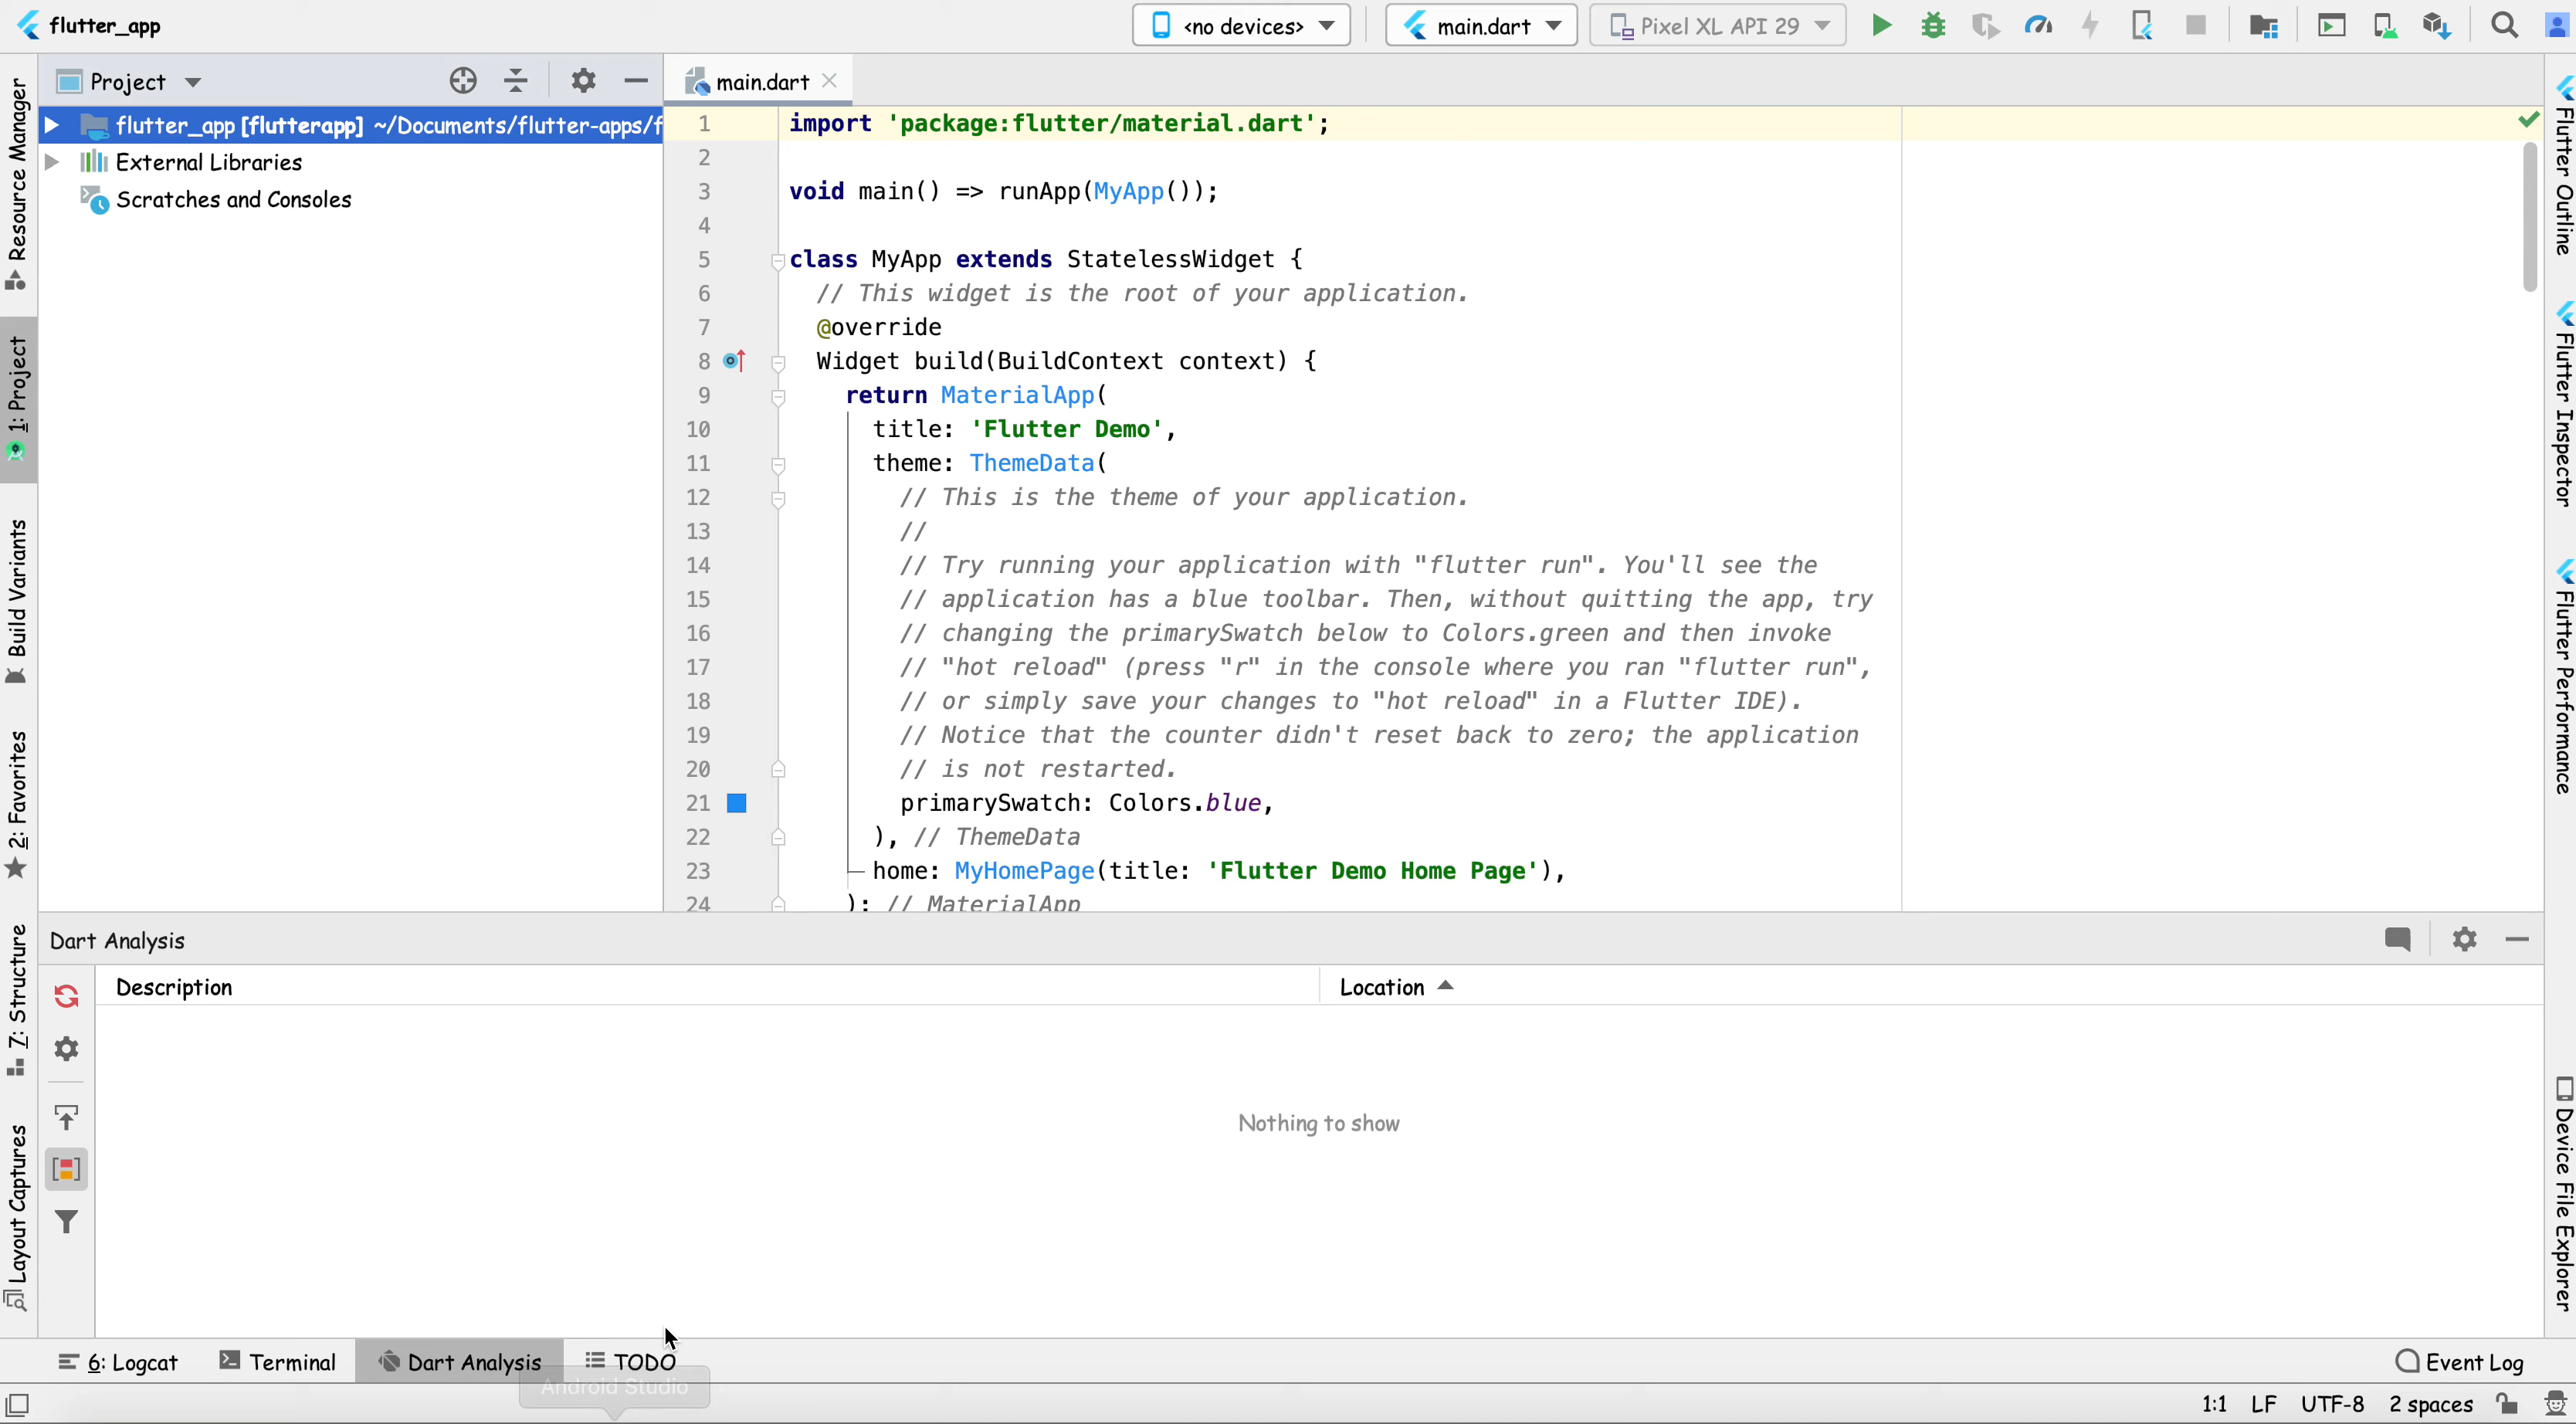 flutter_app
<no devices>
main.dart
Pixel XL API 29
Project
main.dart
flutter_app [flutterapp] ~/Documents/flutter-apps/f
External Libraries
Scratches and Consoles
Resource Manager
1: Project
Build Variants
2: Favorites
7: Structure
Layout Captures
1 import 'package:flutter/material.dart';
2
3 void main() => runApp(MyApp());
4
5 class MyApp extends StatelessWidget {
6 // This widget is the root of your application.
7 @override
8 Widget build(BuildContext context) {
9 return MaterialApp(
10 title: 'Flutter Demo',
11 theme: ThemeData(
12 // This is the theme of your application.
13 //
14 // Try running your application with "flutter run". You'll see the
15 // application has a blue toolbar. Then, without quitting the app, try
16 // changing the primarySwatch below to Colors.green and then invoke
17 // "hot reload" (press "r" in the console where you ran "flutter run",
18 // or simply save your changes to "hot reload" in a Flutter IDE).
19 // Notice that the counter didn't reset back to zero; the application
20 // is not restarted.
21 primarySwatch: Colors.blue,
22 ), // ThemeData
23 home: MyHomePage(title: 'Flutter Demo Home Page'),
24 ); // MaterialApp
Flutter Outline
Flutter Inspector
Flutter Performance
Device File Explorer
Dart Analysis
Description
Location
Nothing to show
6: Logcat
Terminal
Dart Analysis
TODO
Event Log
Android Studio
1:1
LF
UTF-8
2 spaces